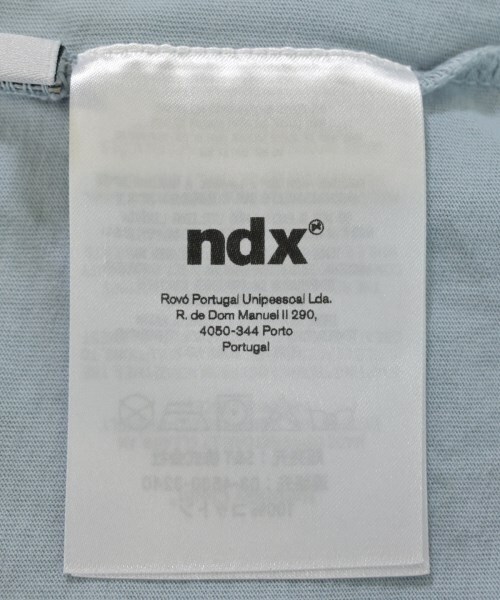 ndx
Rovó Portugal Unipessoal Lda.
R. de Dom Manuel II 290,
4050-344 Porto
Portugal